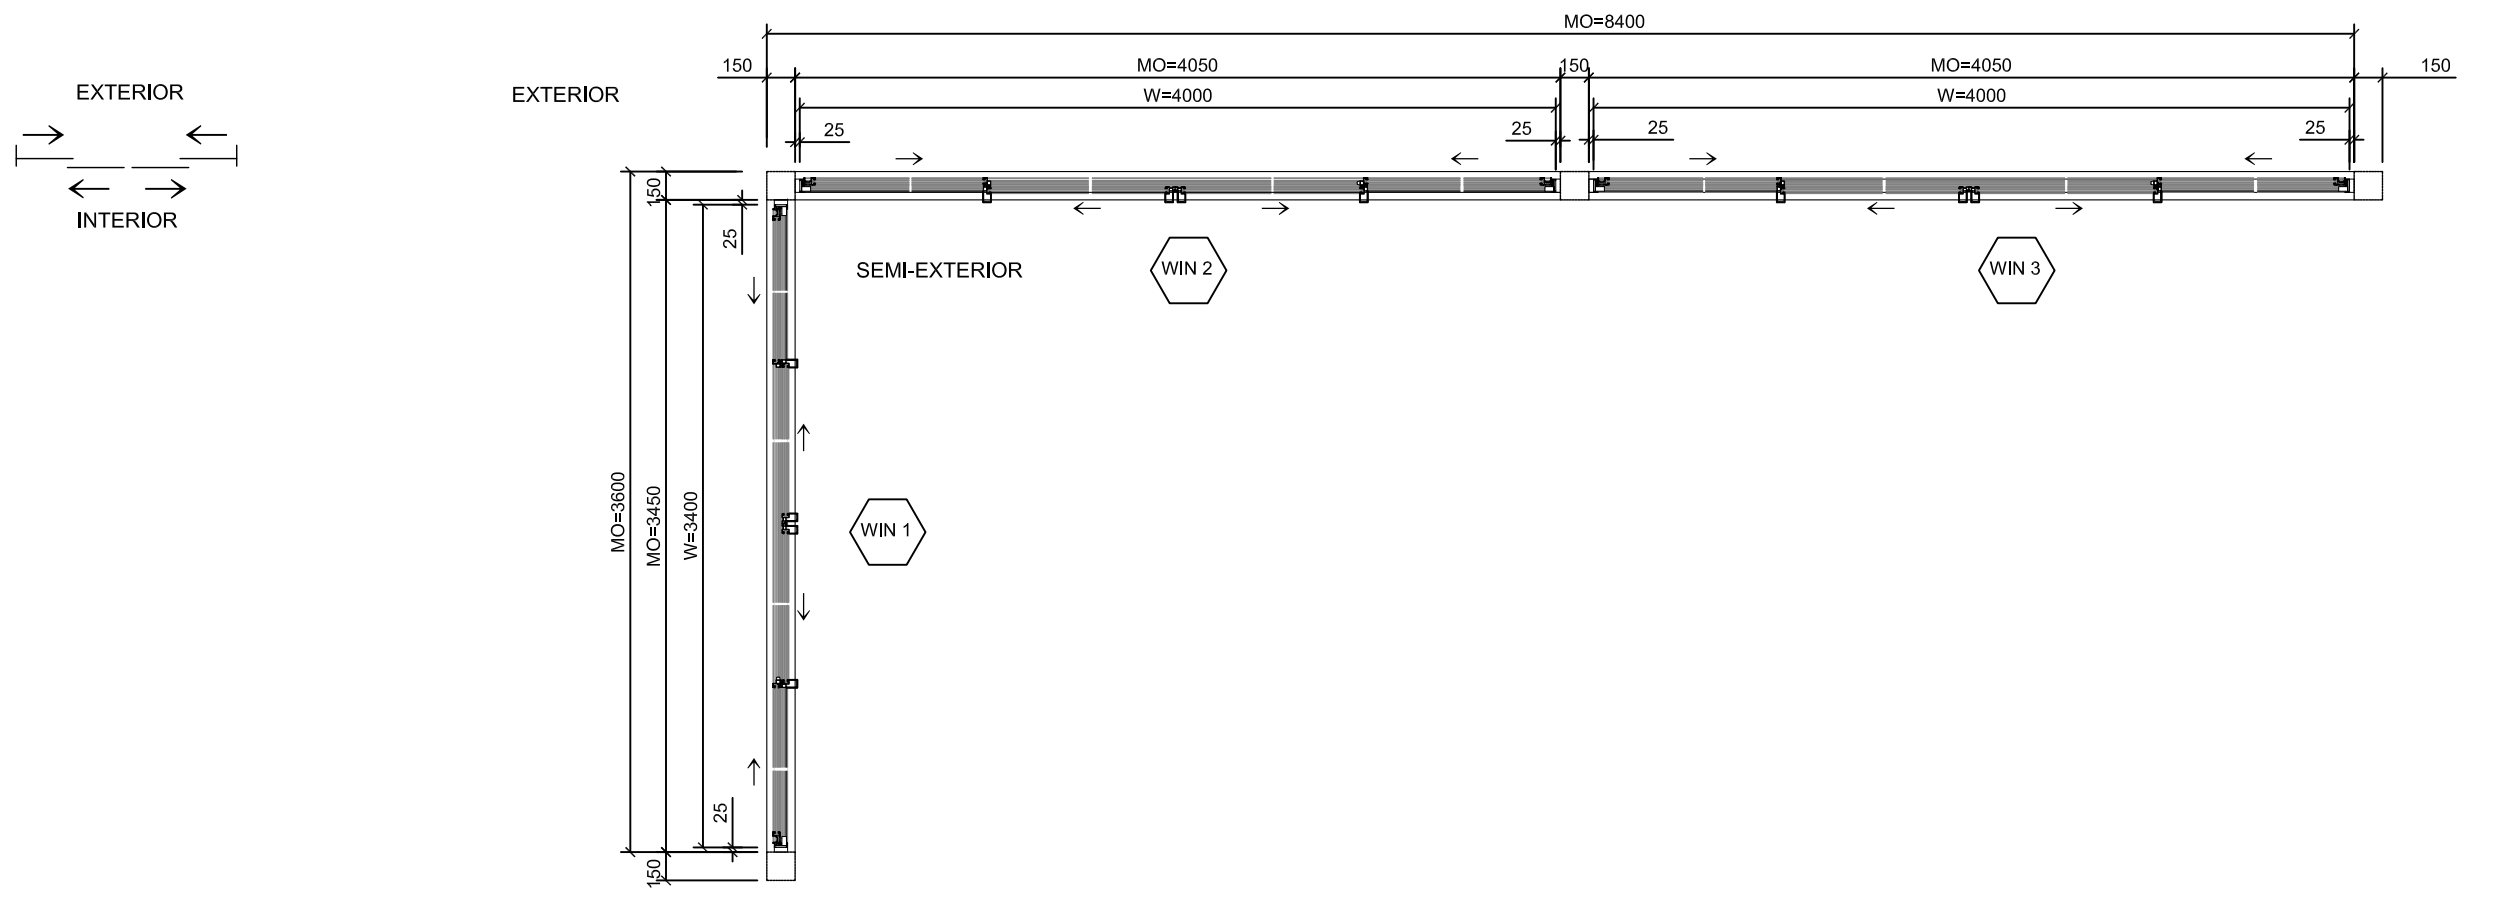 MO=8400
150
MO=4050
150
MO=4050
150
W=4000
W=4000
25
25
25
25
EXTERIOR
INTERIOR
EXTERIOR
SEMI-EXTERIOR
WIN 2
WIN 3
150
25
MO=3600
MO=3450
W=3400
WIN 1
25
150